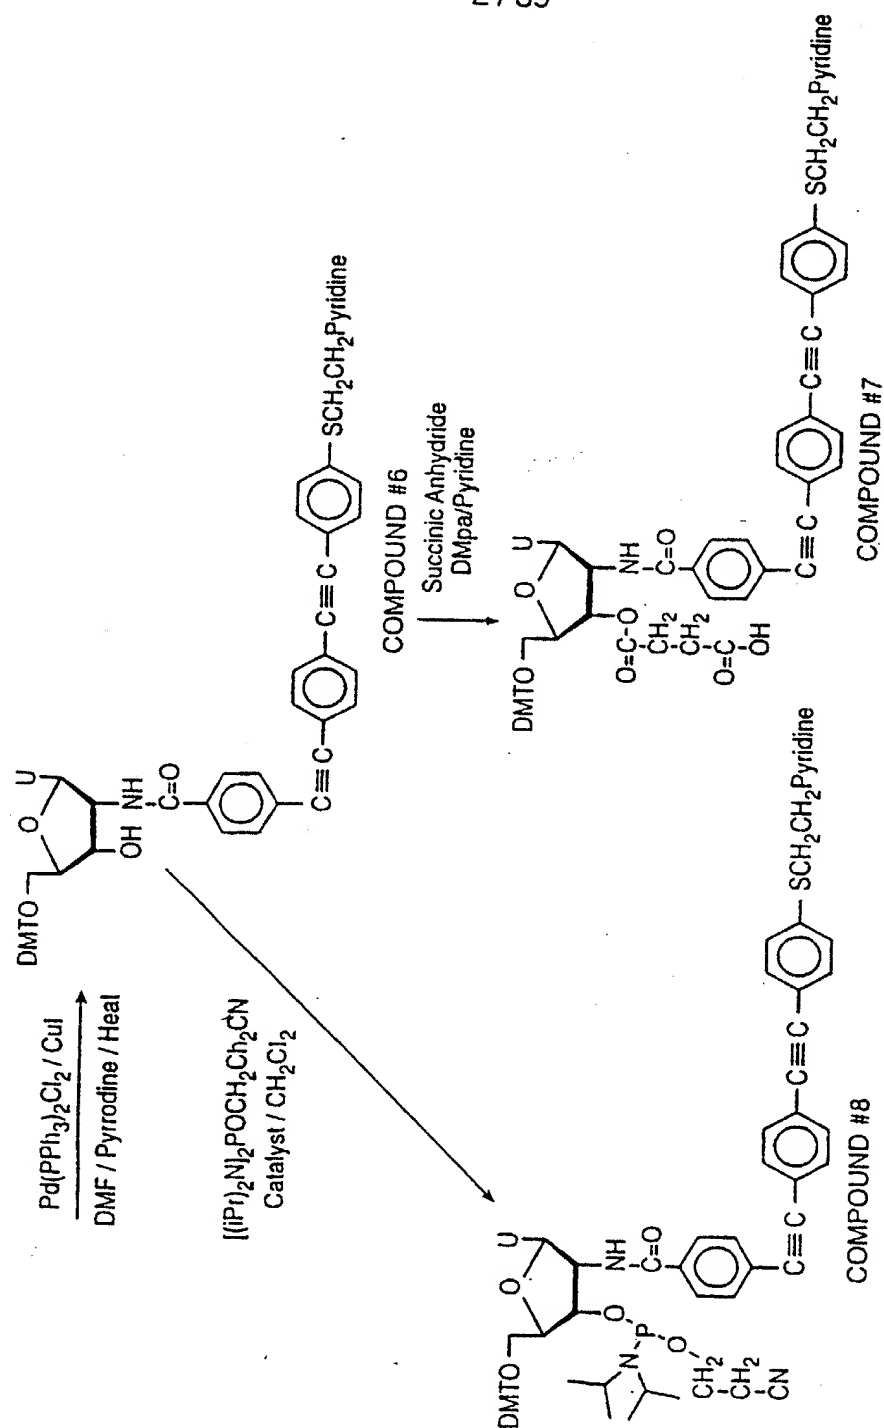 Pd(PPh3)2Cl2 / CuI
DMF / Pyrrodine / Heat
DMTO
O
U
OH
NH
C=O
C≡C
C≡C
SCH2CH2Pyridine
COMPOUND #6
[(iPr)2N]2POCH2Ch2CN
Catalyst / CH2Cl2
Succinic Anhydride
DMpa/Pyridine
DMTO
O
U
O
P
N
O
CH2
CH2
CN
NH
C=O
C≡C
C≡C
SCH2CH2Pyridine
COMPOUND #8
DMTO
O
U
O=C-O
CH2
CH2
O=C
OH
NH
C=O
C≡C
C≡C
SCH2CH2Pyridine
COMPOUND #7